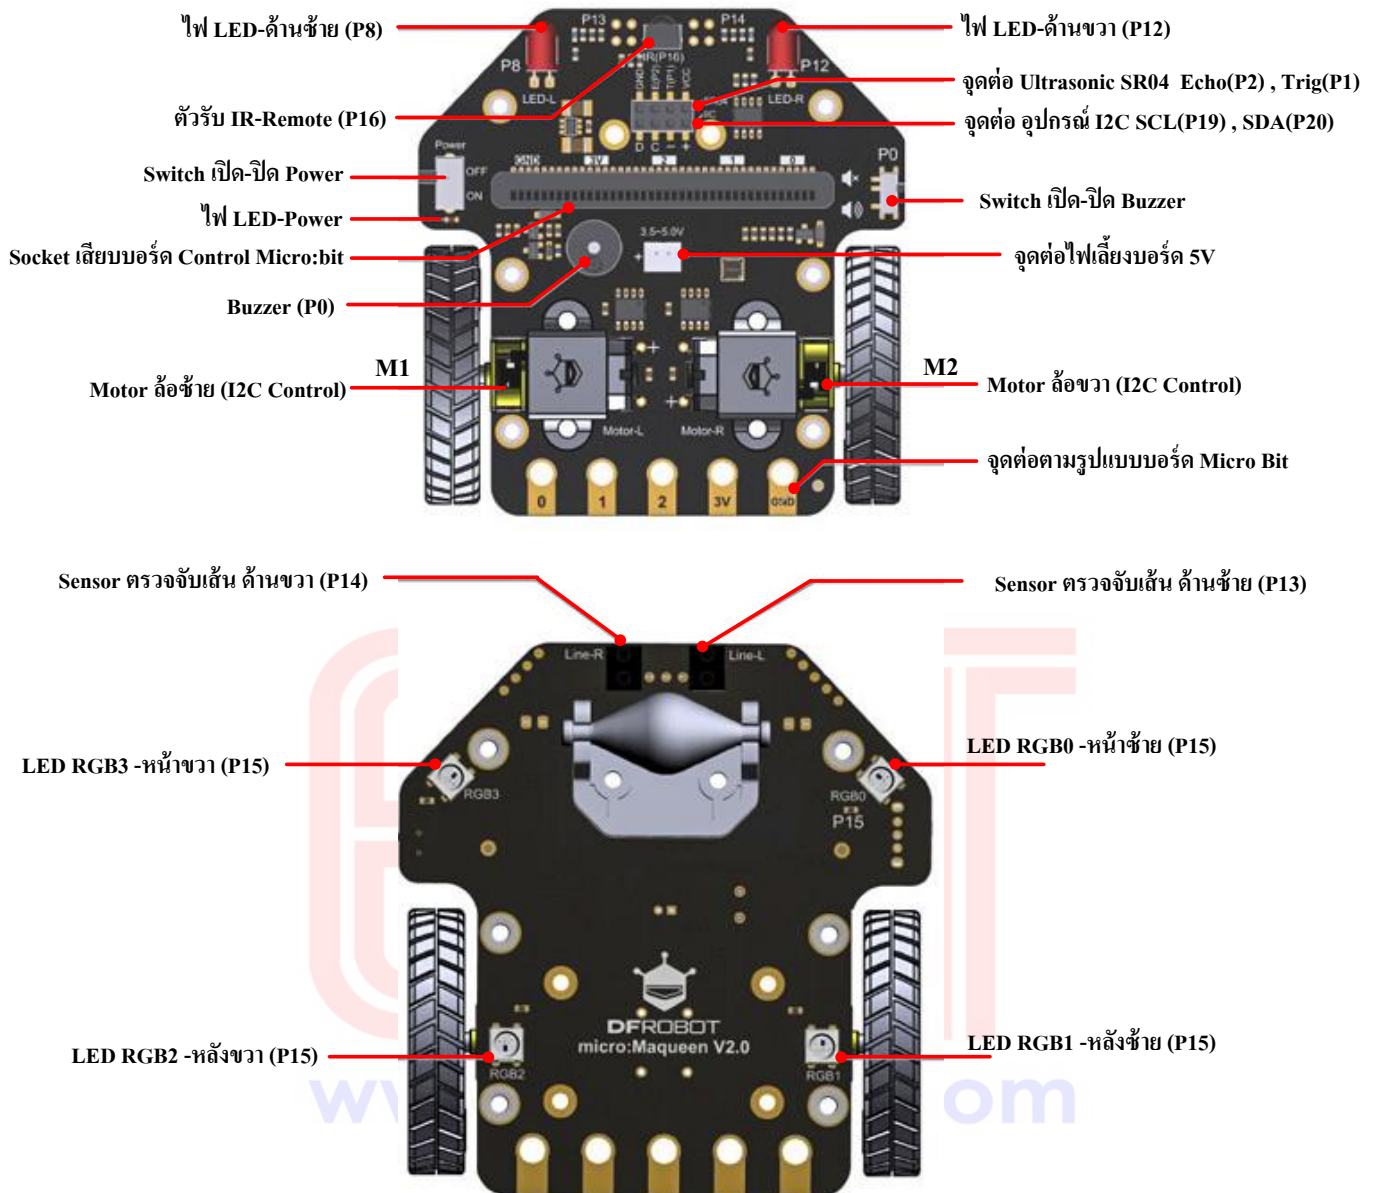 ไฟ LED-ด้านซ้าย (P8)
ไฟ LED-ด้านขวา (P12)
P13
P14
IR(P16)
P8
P12
LED-L
LED-R
GND
E(P2)
T(P1)
VCC
จุดต่อ Ultrasonic SR04 Echo(P2) , Trig(P1)
ตัวรับ IR-Remote (P16)
จุดต่อ อุปกรณ์ I2C SCL(P19) , SDA(P20)
D C − +
Power
OFF
ON
GND 3V 2 1 0
P0
Switch เปิด-ปิด Power
Switch เปิด-ปิด Buzzer
ไฟ LED-Power
3.5~5.0V
+
Socket เสียบบอร์ด Control Micro:bit
จุดต่อไฟเลี้ยงบอร์ด 5V
Buzzer (P0)
M1
M2
Motor ล้อซ้าย (I2C Control)
Motor ล้อขวา (I2C Control)
+
+
Motor-L
Motor-R
จุดต่อตามรูปแบบบอร์ด Micro Bit
0 1 2 3V GND
Sensor ตรวจจับเส้น ด้านขวา (P14)
Sensor ตรวจจับเส้น ด้านซ้าย (P13)
Line-R
Line-L
LED RGB3 -หน้าขวา (P15)
LED RGB0 -หน้าซ้าย (P15)
RGB3
RGB0
P15
DFROBOT
micro:Maqueen V2.0
LED RGB2 -หลังขวา (P15)
LED RGB1 -หลังซ้าย (P15)
RGB2
RGB1